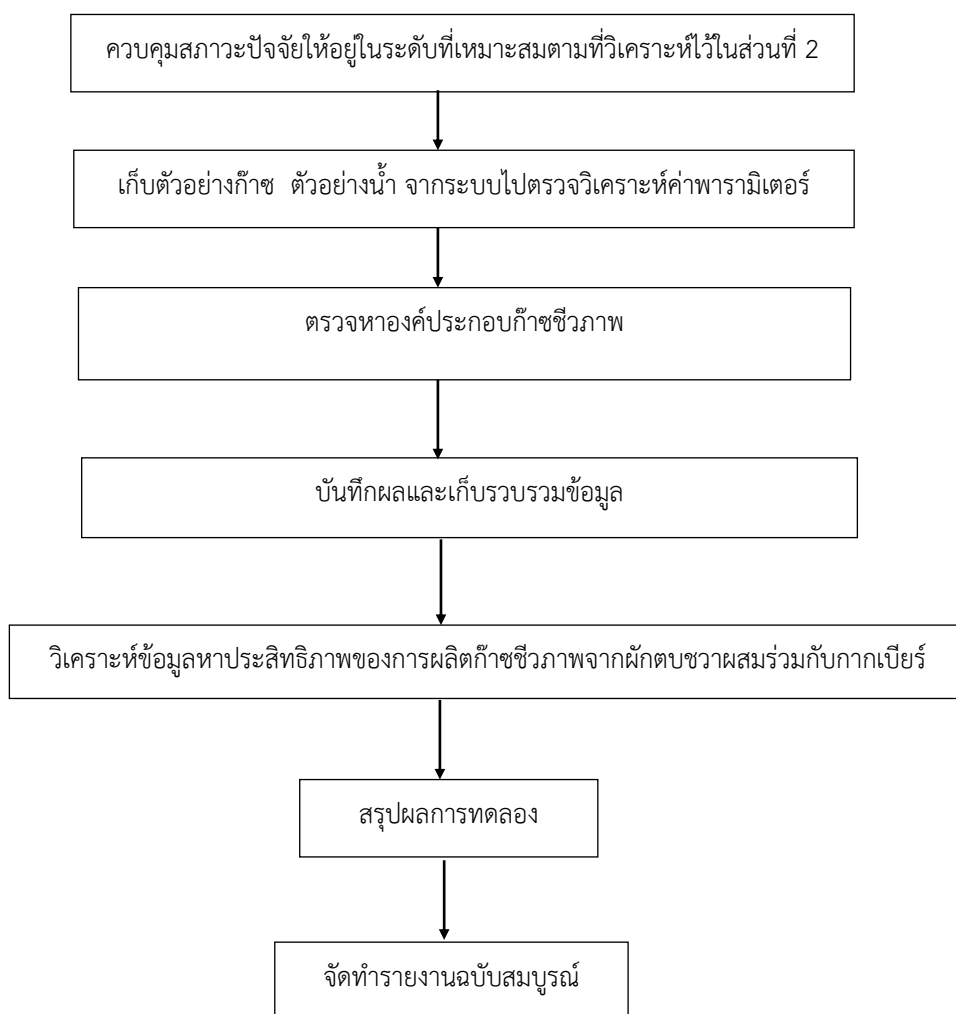 ควบคุมสภาวะปัจจัยให้อยู่ในระดับที่เหมาะสมตามที่วิเคราะห์ไว้ในส่วนที่ 2
เก็บตัวอย่างก๊าซ ตัวอย่างน้ำ จากระบบไปตรวจวิเคราะห์ค่าพารามิเตอร์
ตรวจหาองค์ประกอบก๊าซชีวภาพ
บันทึกผลและเก็บรวบรวมข้อมูล
วิเคราะห์ข้อมูลหาประสิทธิภาพของการผลิตก๊าซชีวภาพจากผักตบชวาผสมร่วมกับกากเบียร์
สรุปผลการทดลอง
จัดทำรายงานฉบับสมบูรณ์